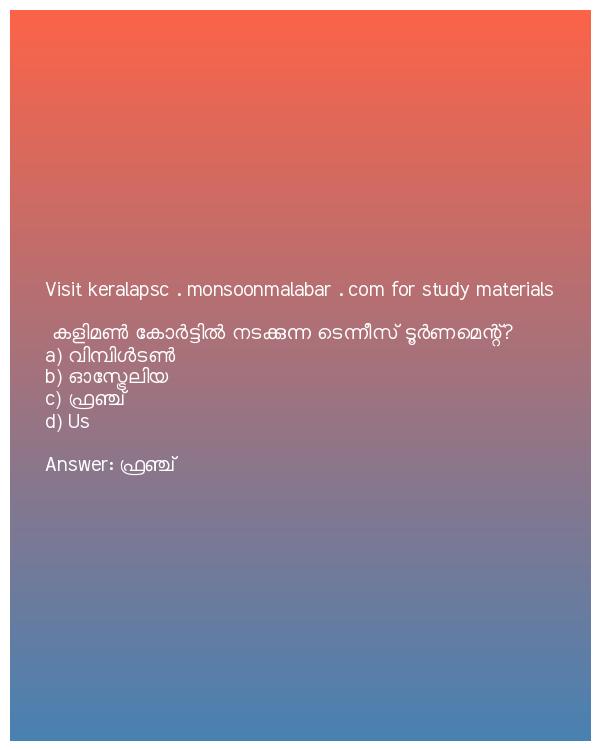 Visit keralapsc . monsoonmalabar . com for study materials
കളിമൺ കോർട്ടിൽ നടക്കുന്ന ടെന്നീസ് ടൂർണമെന്റ്?
a) വിമ്പിൾടൺ
b) ഓസ്ട്രേലിയ
c) ഫ്രഞ്ച്
d) Us
Answer: ഫ്രഞ്ച്